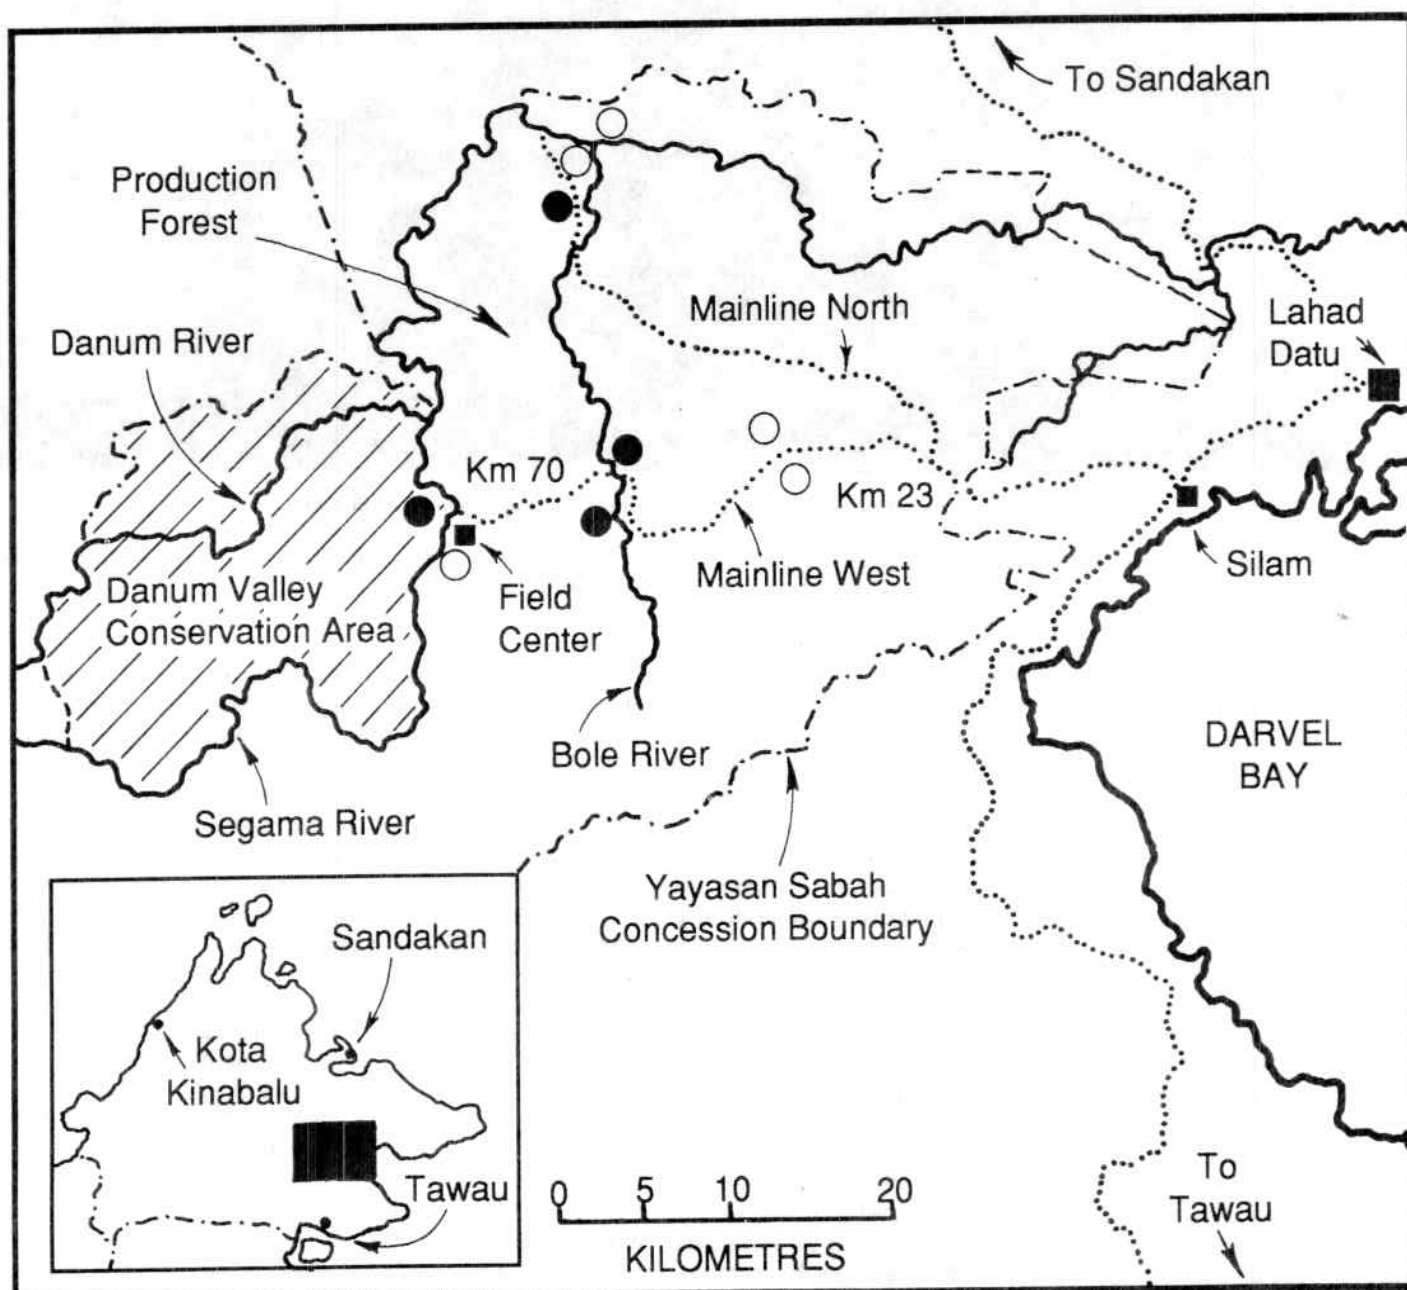 To Sandakan
Production
Forest
Mainline North
Lahad
Datu
Danum River
Km 70
Km 23
Danum Valley
Conservation Area
Field
Center
Mainline West
Silam
Bole River
DARVEL
BAY
Segama River
Yayasan Sabah
Concession Boundary
Sandakan
Kota
Kinabalu
Tawau
0 5 10 20
KILOMETRES
To
Tawau